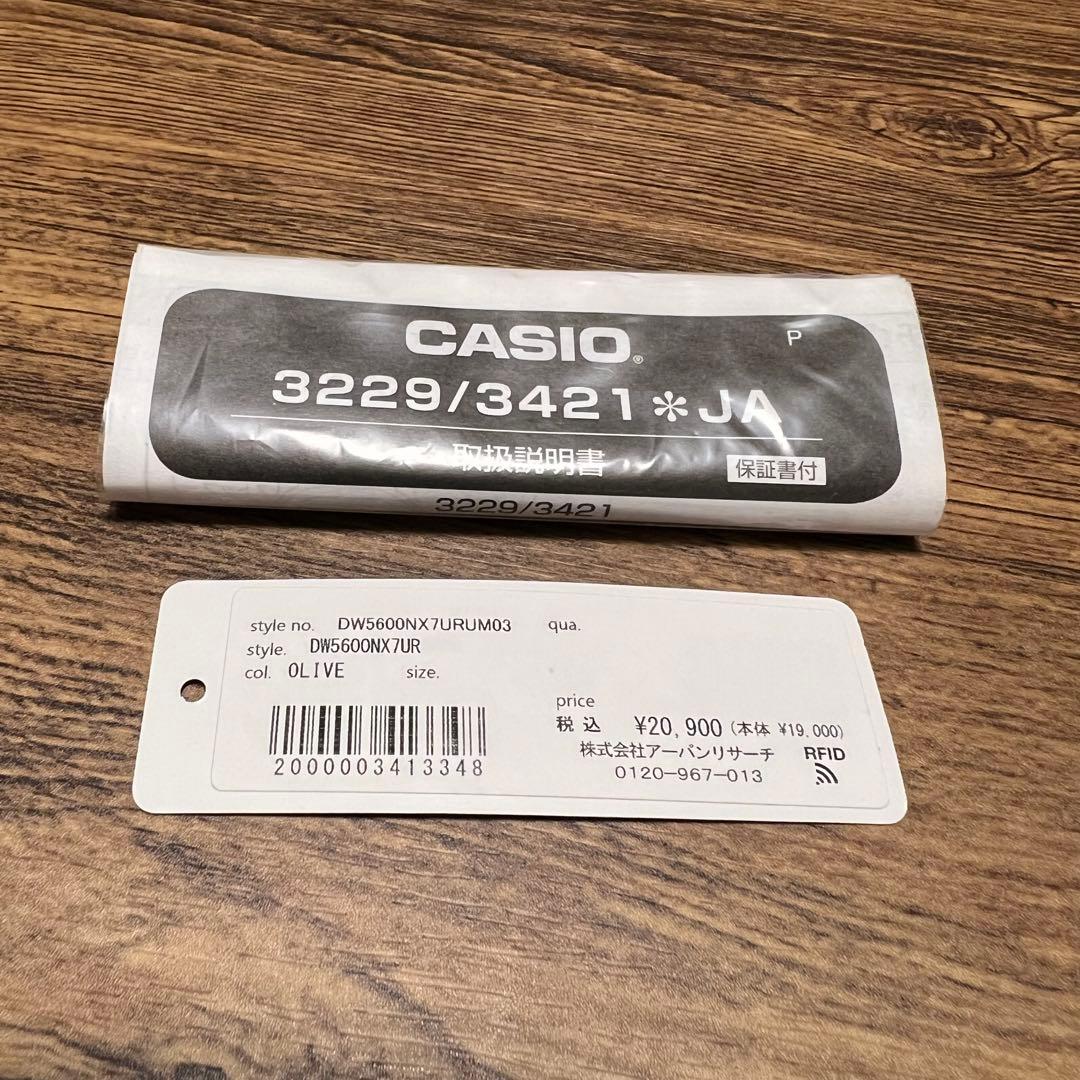 CASIO®
P
3229/3421✽JA
取扱説明書
保証書付
3229/3421
style no. DW5600NX7URUM03 qua.
style. DW5600NX7UR
col. OLIVE size.
price
税込 ¥20,900 (本体 ¥19,000)
株式会社アーバンリサーチ RFID
2000003413348
0120-967-013